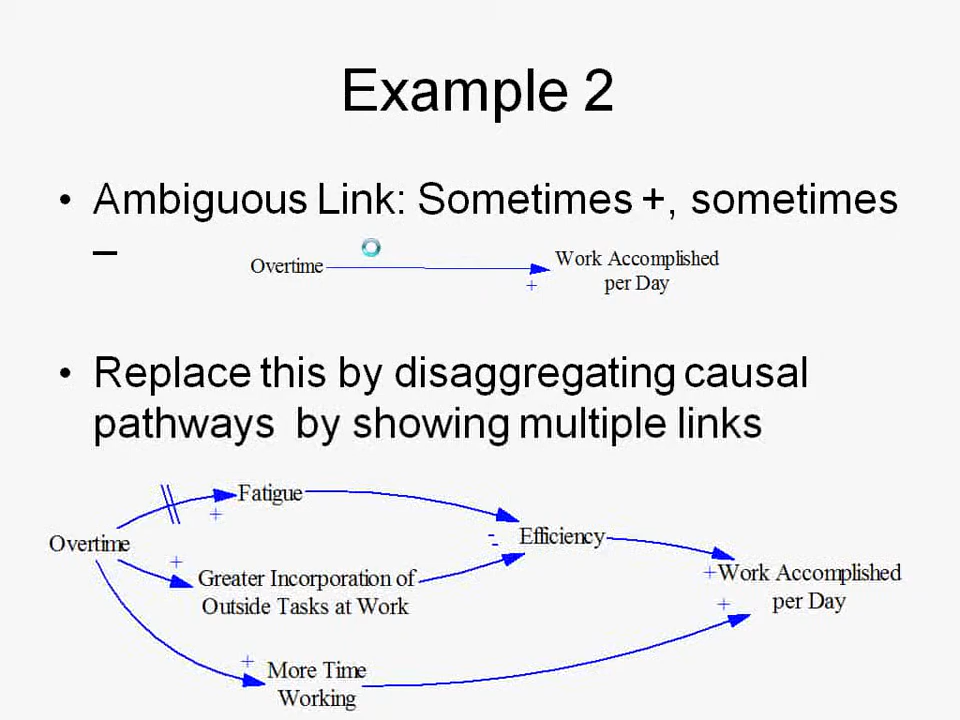 Example 2
• Ambiguous Link: Sometimes +, sometimes
–
Overtime
Work Accomplished
per Day
+
• Replace this by disaggregating causal
pathways by showing multiple links
Fatigue
+
Overtime
-
-
Efficiency
+
Greater Incorporation of
Outside Tasks at Work
+Work Accomplished
per Day
+
+
More Time
Working